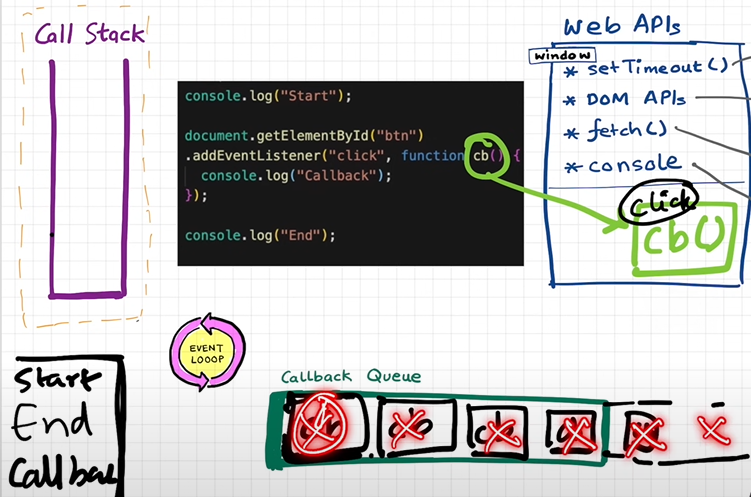 Call Stack
console.log("Start");
document.getElementById("btn")
.addEventListener("click", function cb() {
console.log("Callback");
});
console.log("End");
Web APIs
window
* setTimeout()
* DOM APIs
* fetch()
* console
click
cb()
EVENT
LOOOP
Start
End
Callbac
Callback Queue
cb